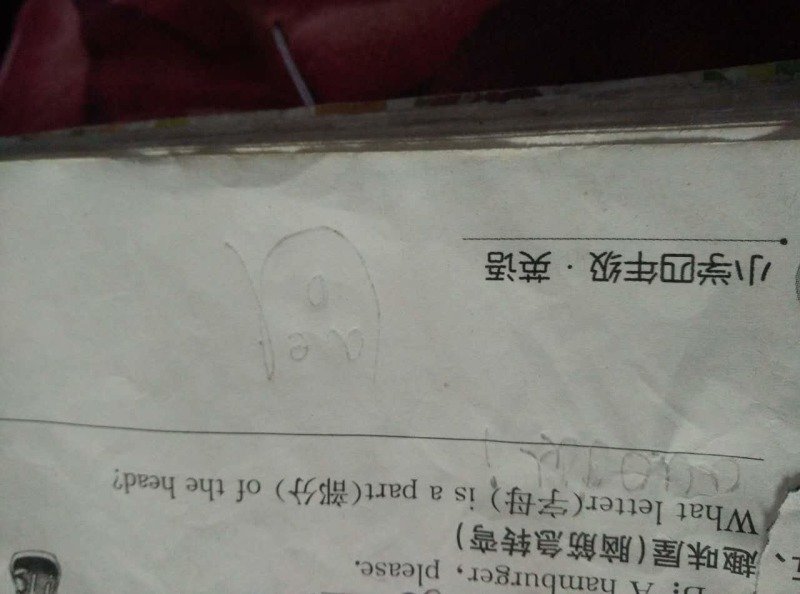 B: A hamburger, please.
、趣味屋(脑筋急转弯)
What letter(字母) is a part(部分) of the head?
小学四年级·英语